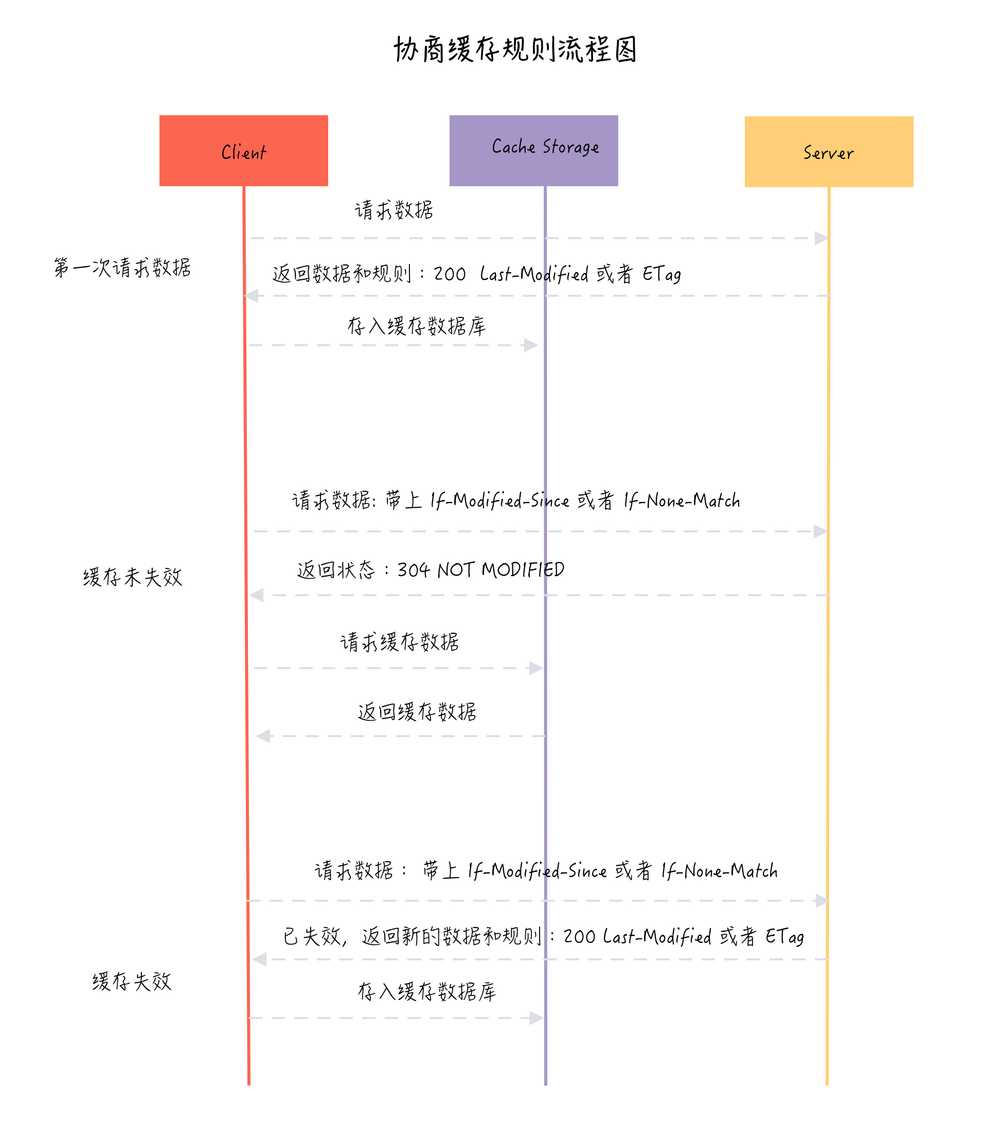 协商缓存规则流程图
Client
Cache Storage
Server
请求数据
第一次请求数据
返回数据和规则：200 Last-Modified 或者 ETag
存入缓存数据库
请求数据: 带上 If-Modified-Since 或者 If-None-Match
返回状态：304 NOT MODIFIED
缓存未失效
请求缓存数据
返回缓存数据
请求数据： 带上 If-Modified-Since 或者 If-None-Match
已失效，返回新的数据和规则：200 Last-Modified 或者 ETag
缓存失效
存入缓存数据库